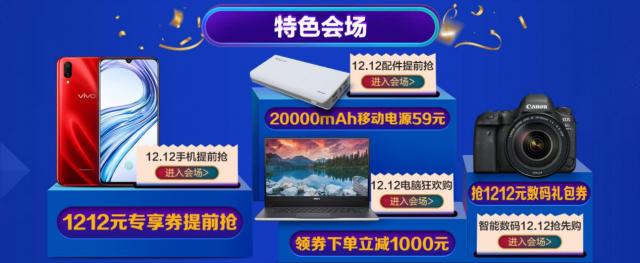 特色会场
vivo
12.12手机提前抢
进入会场>
1212元专享券提前抢
12.12配件提前抢
进入会场>
20000mAh移动电源59元
12.12电脑狂欢购
进入会场>
领券下单立减1000元
Canon
EOS
抢1212元数码礼包券
智能数码12.12抢先购
进入会场>